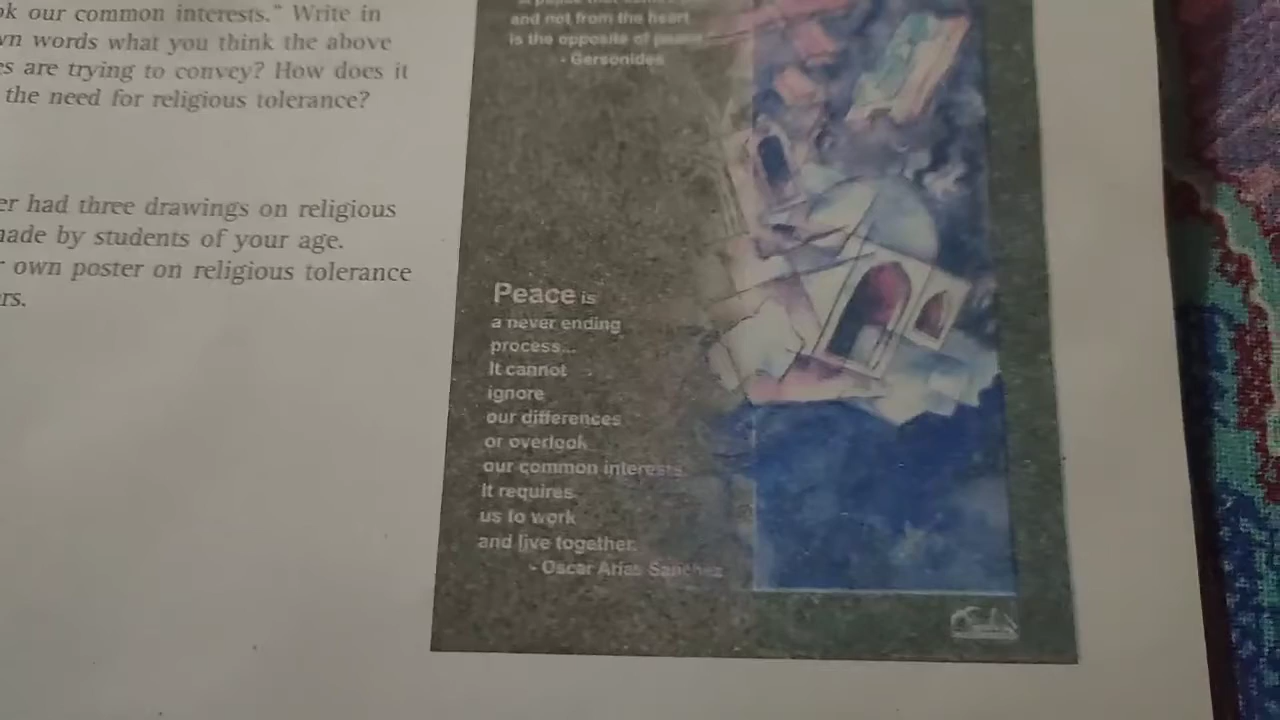 ok our common interests." Write in
wn words what you think the above
es are trying to convey? How does it
the need for religious tolerance?
er had three drawings on religious
made by students of your age.
r own poster on religious tolerance
rs.
and not from the heart
is the opposite of peace
- Gersonides
Peace is
a never ending
process...
It cannot
ignore
our differences
or overlook
our common interests.
It requires
us to work
and live together.
- Oscar Arias Sanchez